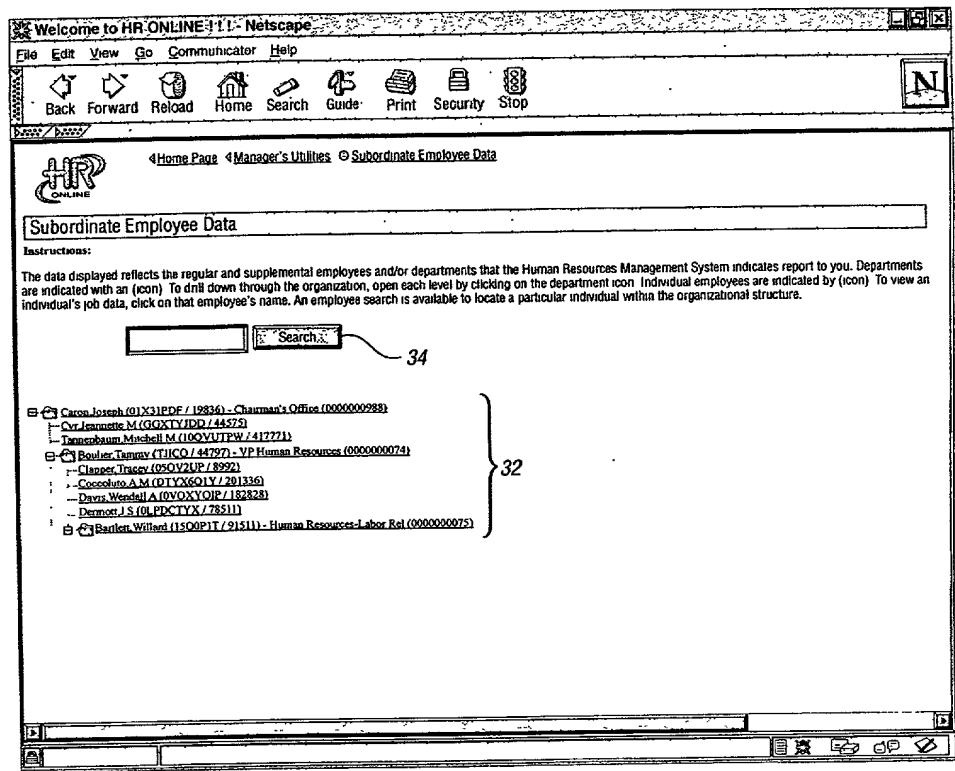 Welcome to HR ONLINE ! ! ! - Netscape
File Edit View Go Communicator Help
Back Forward Reload Home Search Guide Print Security Stop
N
HR
ONLINE
Home Page Manager's Utilities Subordinate Employee Data
Subordinate Employee Data
Instructions:
The data displayed reflects the regular and supplemental employees and/or departments that the Human Resources Management System indicates report to you. Departments
are indicated with an (icon) To drill down through the organization, open each level by clicking on the department icon Individual employees are indicated by (icon) To view an
individual's job data, click on that employee's name. An employee search is available to locate a particular individual within the organizational structure.
Search
34
Caron,Joseph (01X31PDF / 19836) - Chairman's Office (0000000988)
Cyr,Jeannette M (GGXTYJDD / 44575)
Tannenbaum,Mitchell M (10QVUTPW / 417771)
Boulier,Tammy (TJICO / 44797) - VP Human Resources (0000000074)
Clapper,Tracey (05OV2UP / 8992)
Coccoluto,A M (DTYX6Q1Y / 201336)
Davis,Wendell A (0VOXYOIP / 182828)
Dermott,J S (0LPDCTYX / 78511)
Bartlett,Willard (15O0P1T / 91511) - Human Resources-Labor Rel (0000000075)
32